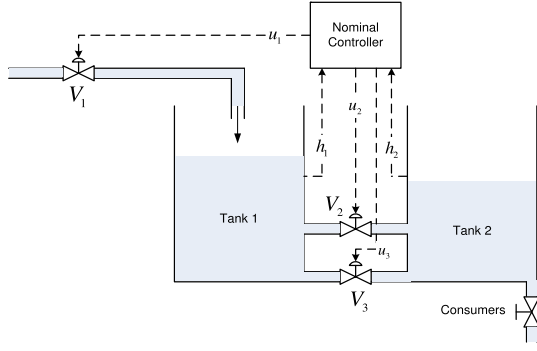 Nominal
Controller
u1
V1
u2
h1
h2
V2
Tank 1
Tank 2
u3
V3
Consumers